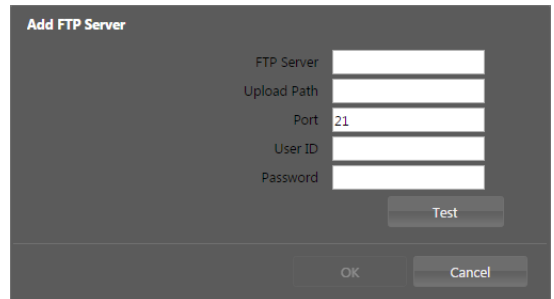 Add FTP Server
FTP Server
Upload Path
Port 21
User ID
Password
Test
OK Cancel